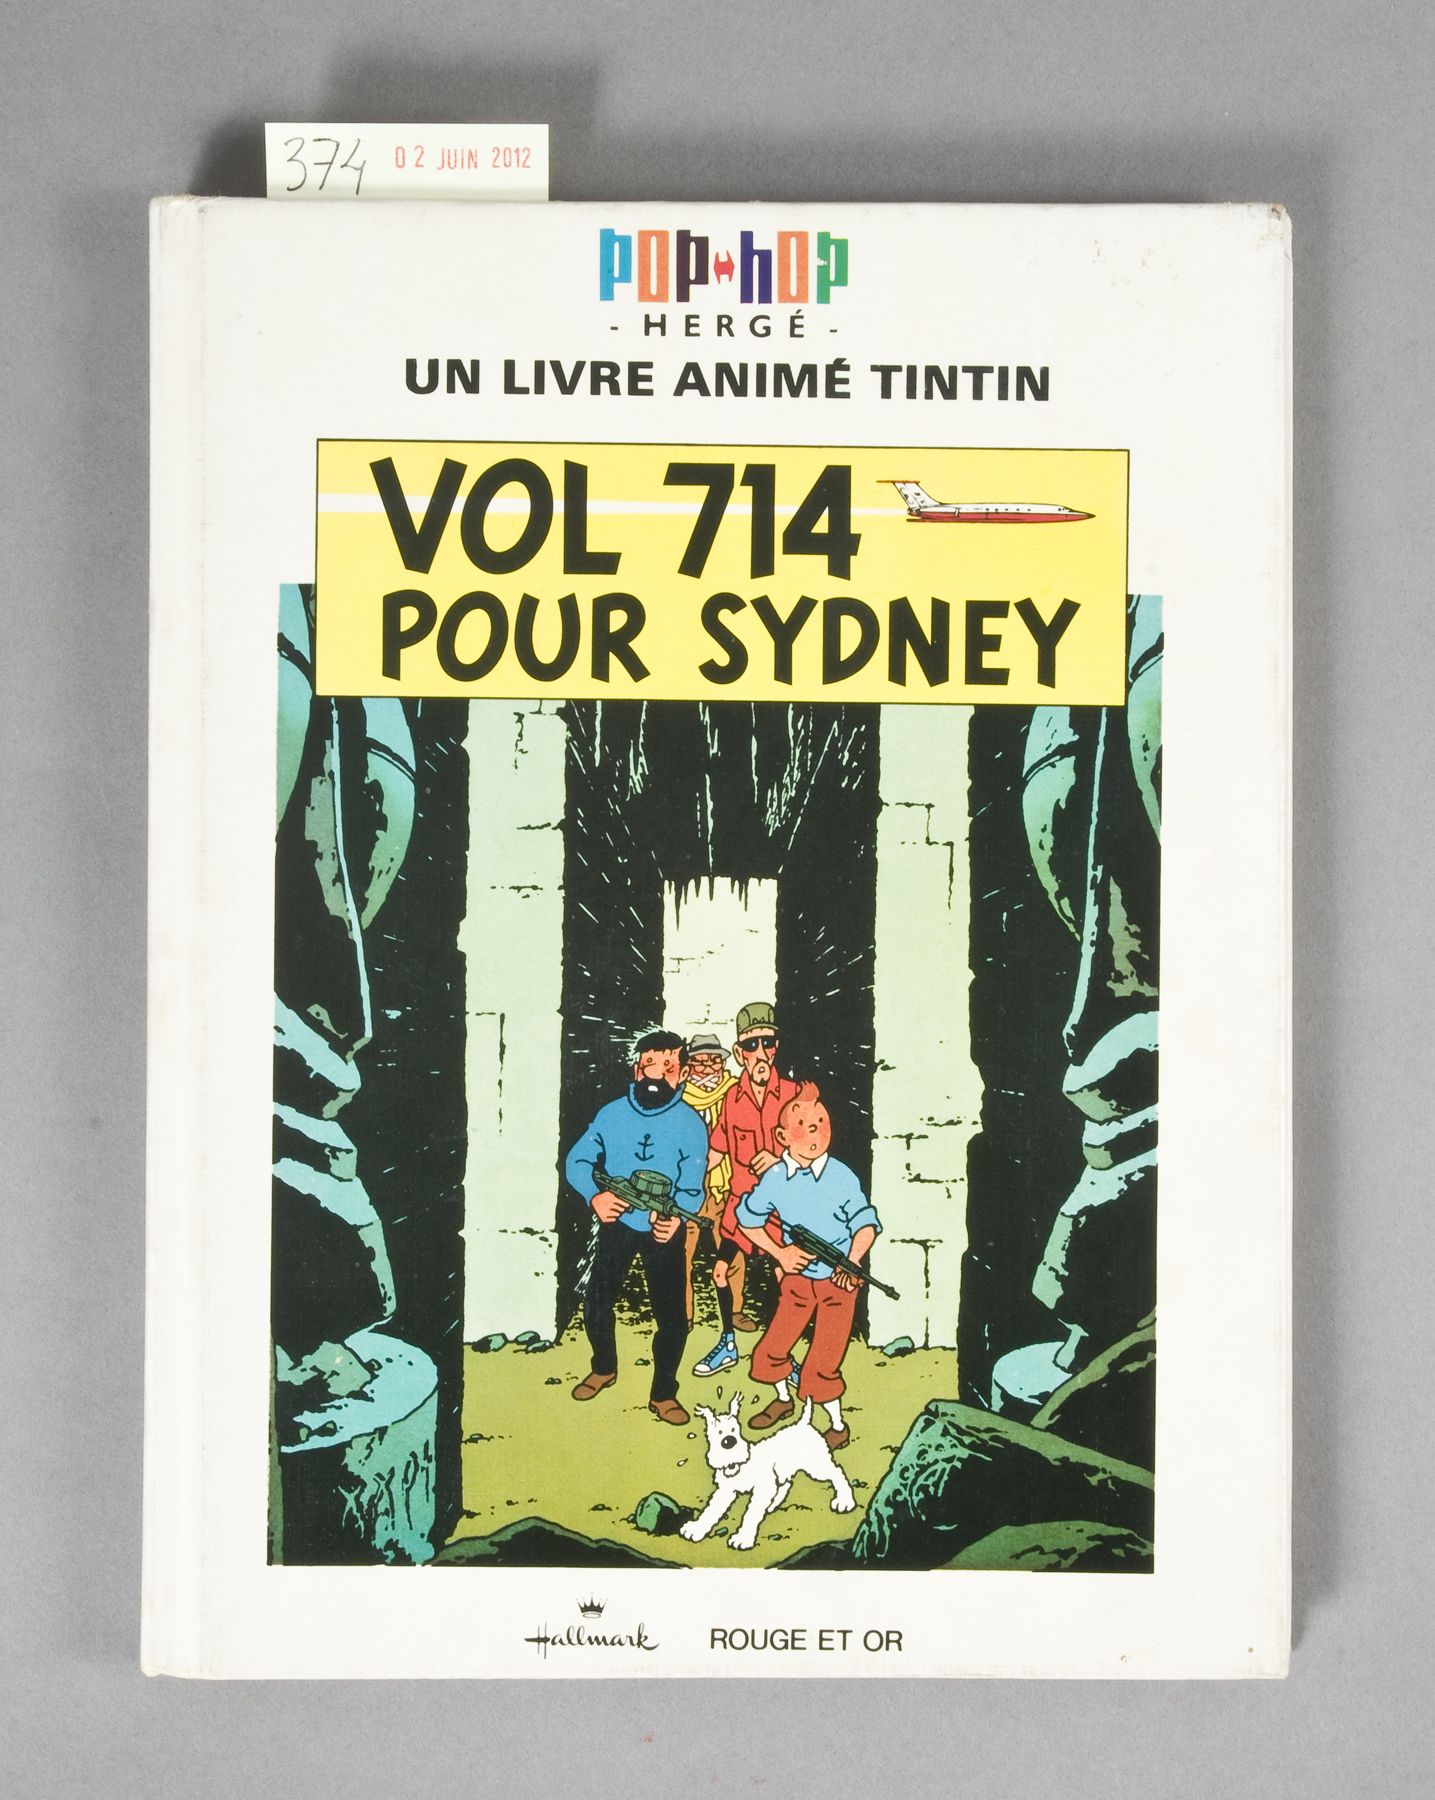 374 02 JUIN 2012
POP-HOP
- HERGÉ -
UN LIVRE ANIMÉ TINTIN
VOL 714
POUR SYDNEY
Hallmark ROUGE ET OR